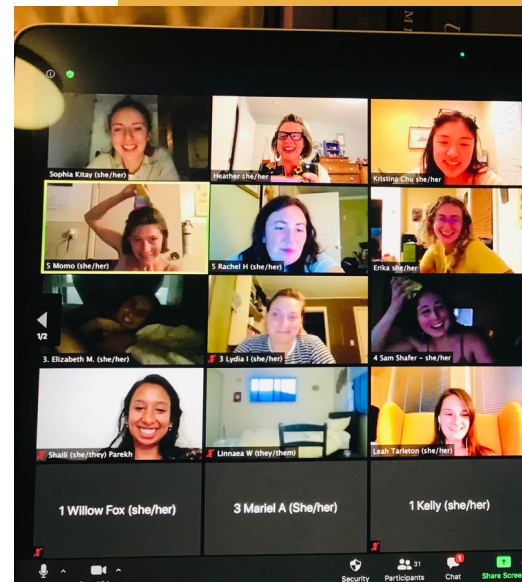 Sophia Kitay (she/her)
Heather she/her
Kristina Chu she/her
5 Momo (she/her)
5 Rachel H (she/her)
Erika she/her
1/2
3. Elizabeth M. (she/her)
3 Lydia I (she/her)
4 Sam Shafer - she/her
Shaili (she/they) Parekh
Linnaea W (they/them)
Leah Tarleton (she/her)
1 Willow Fox (she/her)
3 Mariel A (She/her)
1 Kelly (she/her)
31
1
Security
Participants
Chat
Share Scree